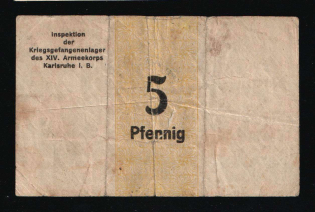 Inspektion
der
Kriegsgefangenenlager
des XIV. Armeekorps
Karlsruhe i. B.
5
Pfennig